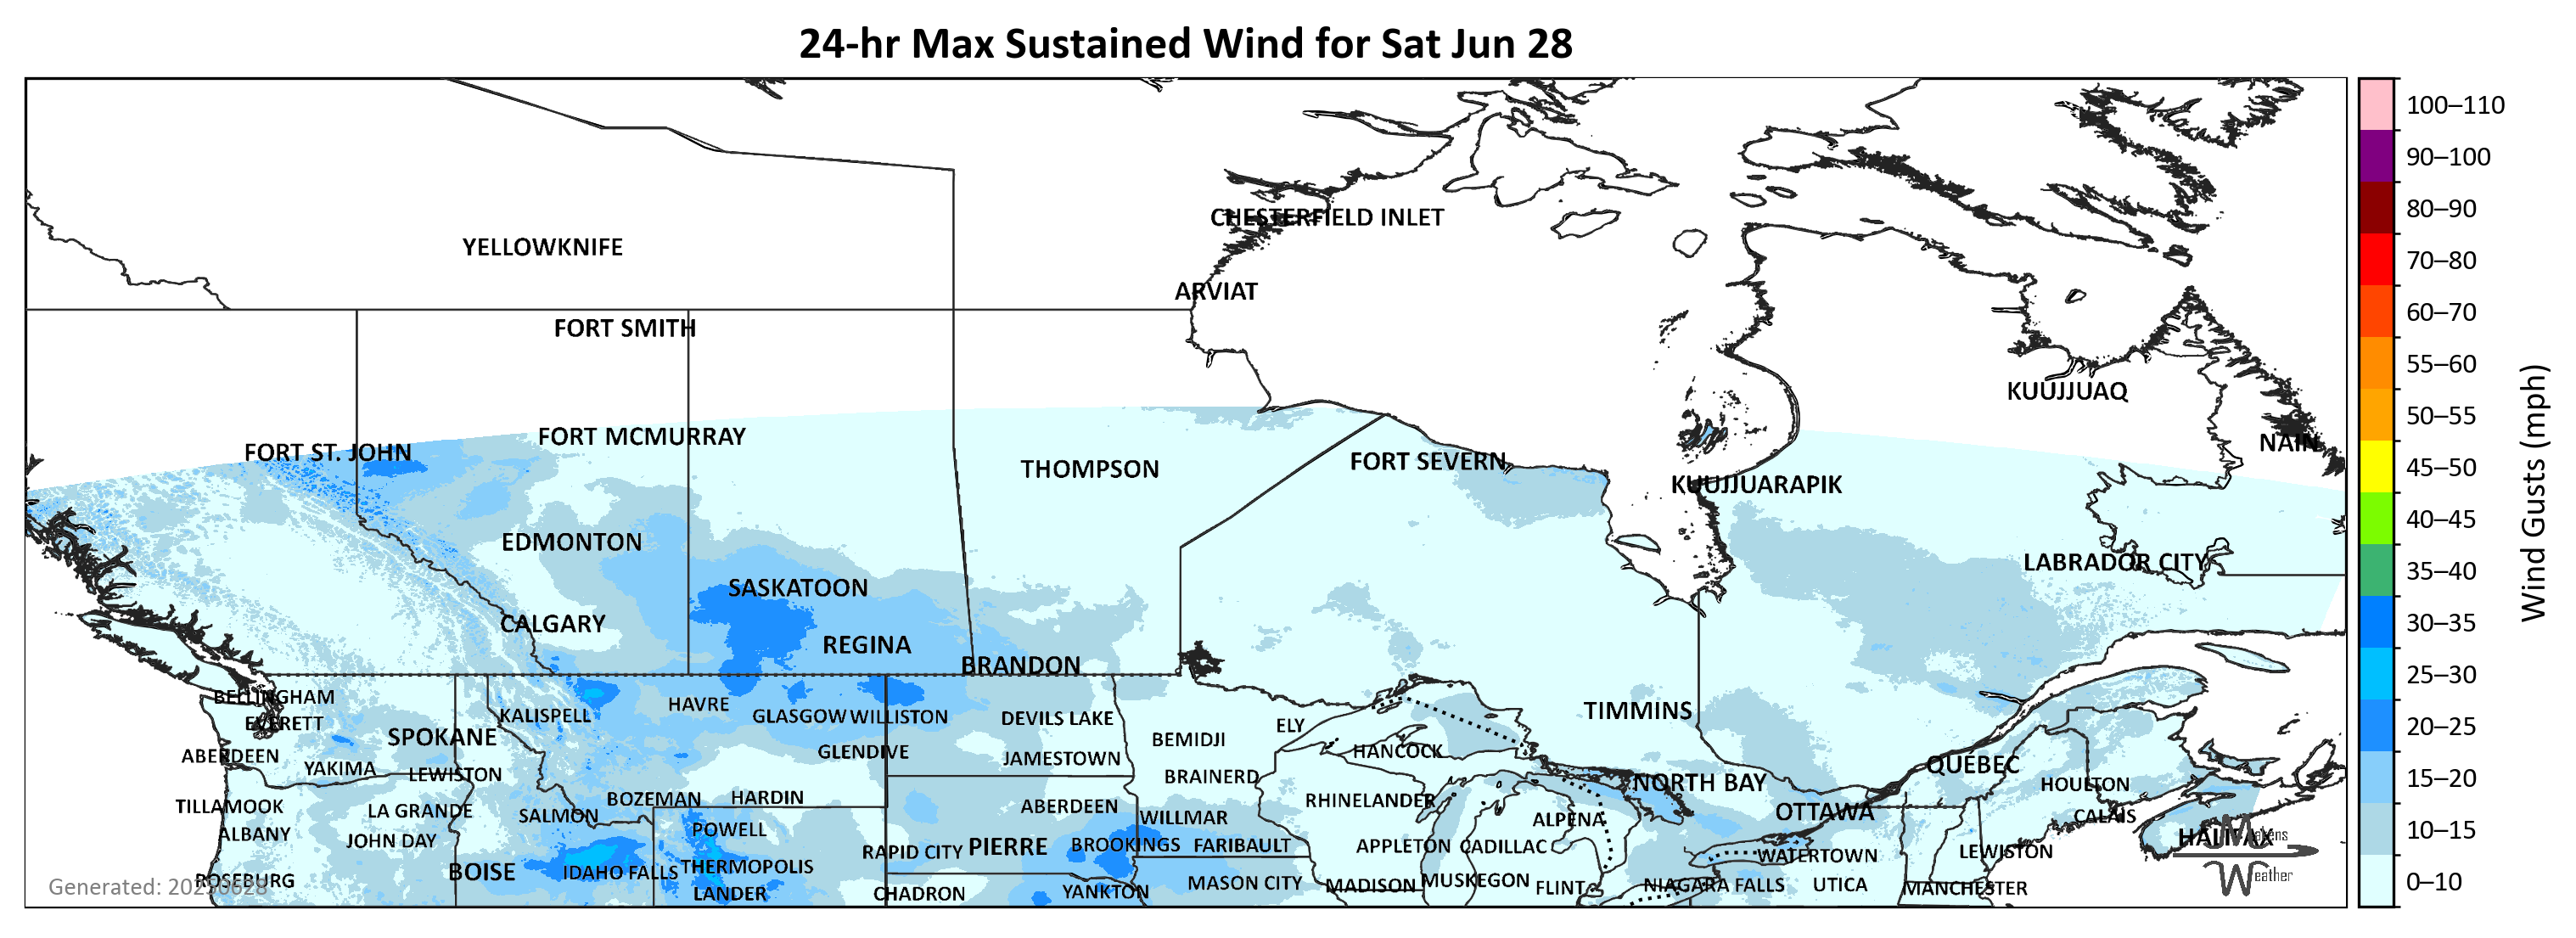 24-hr Max Sustained Wind for Sat Jun 28
100–110
90–100
80–90
70–80
60–70
55–60
50–55
45–50
40–45
35–40
30–35
25–30
20–25
15–20
10–15
0–10
Wind Gusts (mph)
CHESTERFIELD INLET
YELLOWKNIFE
ARVIAT
FORT SMITH
KUUJJUAQ
FORT MCMURRAY
NAIN
FORT ST. JOHN
THOMPSON
FORT SEVERN
KUUJJUARAPIK
EDMONTON
LABRADOR CITY
SASKATOON
CALGARY
REGINA
BRANDON
BELLINGHAM
HAVRE
TIMMINS
KALISPELL
GLASGOW
WILLISTON
DEVILS LAKE
EVERETT
ELY
SPOKANE
BEMIDJI
GLENDIVE
HANCOCK
ABERDEEN
JAMESTOWN
QUÉBEC
YAKIMA
LEWISTON
BRAINERD
NORTH BAY
HOULTON
BOZEMAN
HARDIN
RHINELANDER
TILLAMOOK
LA GRANDE
SALMON
ABERDEEN
WILLMAR
ALPENA
OTTAWA
CALAIS
ALBANY
JOHN DAY
POWELL
HALIFAX
RAPID CITY
PIERRE
BROOKINGS
FARIBAULT
APPLETON
CADILLAC
WATERTOWN
LEWISTON
BOISE
IDAHO FALLS
THERMOPOLIS
ROSEBURG
LANDER
CHADRON
YANKTON
MASON CITY
MADISON
MUSKEGON
FLINT
NIAGARA FALLS
UTICA
MANCHESTER
Generated: 20250628
Makens
Weather